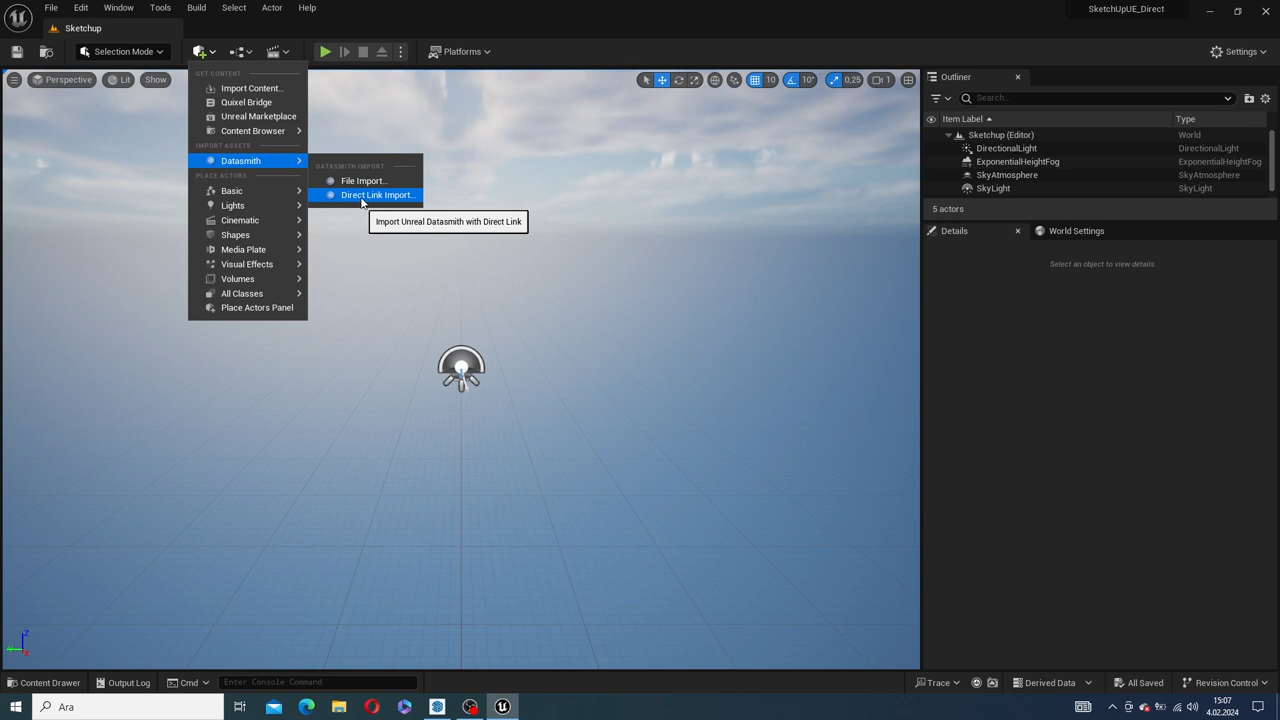 File Edit Window Tools Build Select Actor Help
SketchUpUE_Direct
Sketchup
Selection Mode
Platforms
Settings
Perspective Lit Show
10 10° 0,25 1
GET CONTENT
Import Content...
Quixel Bridge
Unreal Marketplace
Content Browser
IMPORT ASSETS
Datasmith
PLACE ACTORS
Basic
Lights
Cinematic
Shapes
Media Plate
Visual Effects
Volumes
All Classes
Place Actors Panel
DATASMITH IMPORT
File Import...
Direct Link Import...
Import Unreal Datasmith with Direct Link
Outliner
Search...
Item Label Type
Sketchup (Editor) World
DirectionalLight DirectionalLight
ExponentialHeightFog ExponentialHeightFog
SkyAtmosphere SkyAtmosphere
SkyLight SkyLight
5 actors
Details World Settings
Select an object to view details.
Z
Content Drawer Output Log Cmd Enter Console Command
Trace Derived Data All Saved Revision Control
Ara
15:07
4.02.2024